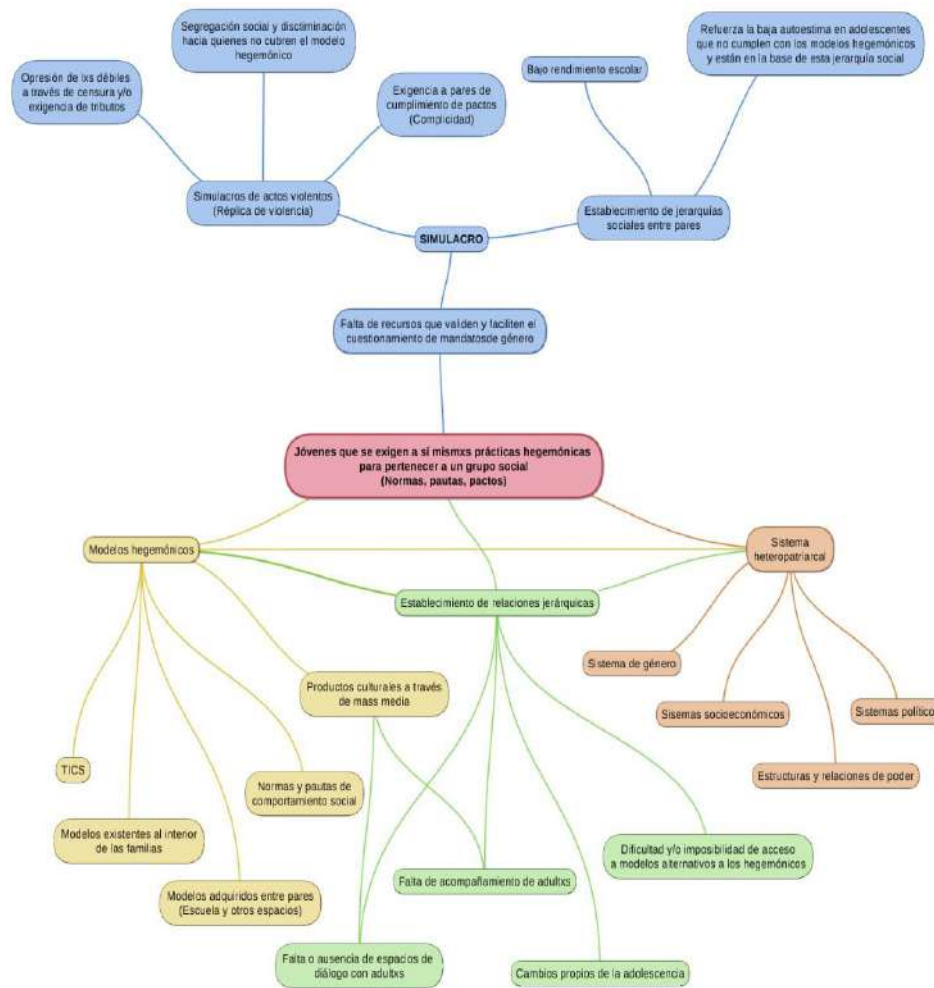 Segregación social y discriminación
hacia quienes no cubren el modelo
hegemónico
Refuerza la baja autoestima en adolescentes
que no cumplen con los modelos hegemónicos
y están en la base de esta jerarquía social
Opresión de lxs débiles
a través de censura y/o
exigencia de tributos
Bajo rendimiento escolar
Exigencia a pares de
cumplimiento de pactos
(Complicidad)
Simulacros de actos violentos
(Réplica de violencia)
Establecimiento de jerarquías
sociales entre pares
SIMULACRO
Falta de recursos que validen y faciliten el
cuestionamiento de mandatosde género
Jóvenes que se exigen a sí mismxs prácticas hegemónicas
para pertenecer a un grupo social
(Normas, pautas, pactos)
Modelos hegemónicos
Sistema
heteropatriarcal
Establecimiento de relaciones jerárquicas
Sistema de género
Productos culturales a través
de mass media
Sisemas socioeconómicos
Sistemas político
TICS
Normas y pautas de
comportamiento social
Estructuras y relaciones de poder
Modelos existentes al interior
de las familias
Dificultad y/o imposibilidad de acceso
a modelos alternativos a los hegemónicos
Falta de acompañamiento de adultxs
Modelos adquiridos entre pares
(Escuela y otros espacios)
Falta o ausencia de espacios de
diálogo con adultxs
Cambios propios de la adolescencia